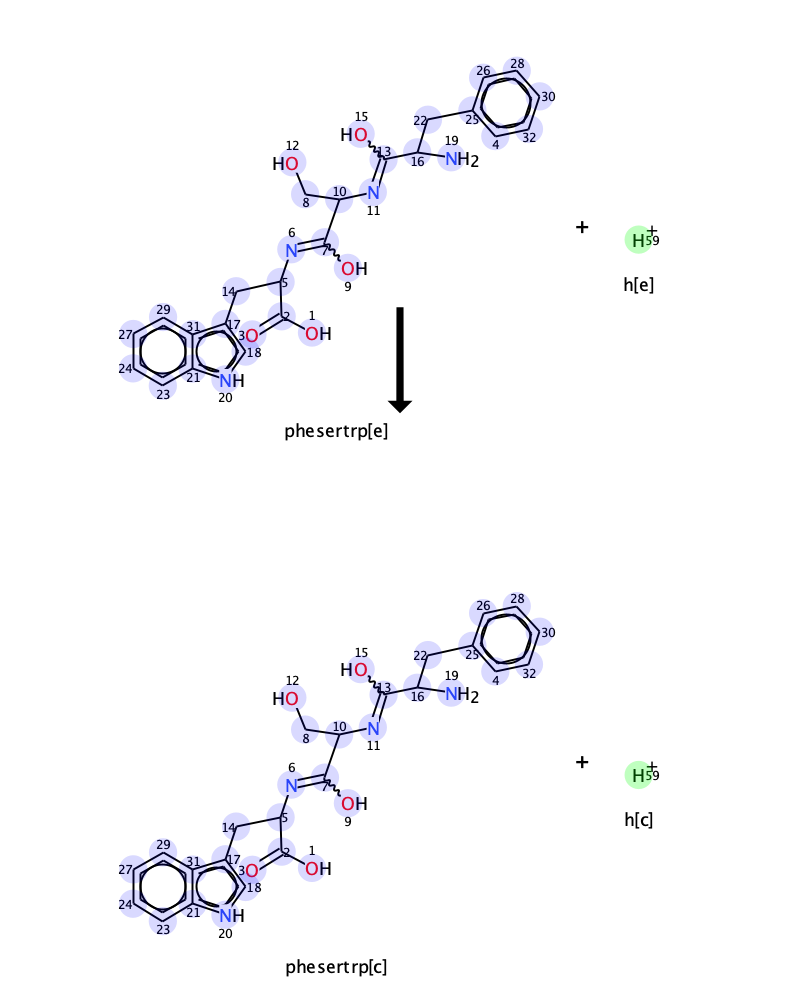 28
26
30
15 22 25
HO 4 32
12 19
13 16 NH2
HO
10 N
8 11
+
6 H+ 59
N 7
OH
5 9 h[e]
14
29 2 1
27 31 17 3 O OH
18
24 21 NH
23 20
phesertrp[e]
28
26
30
15 22 25
HO 4 32
12 19
13 16 NH2
HO
10 N
8 11
+
6 H+ 59
N 7
OH
5 9 h[c]
14
29 2 1
27 31 17 3 O OH
18
24 21 NH
23 20
phesertrp[c]